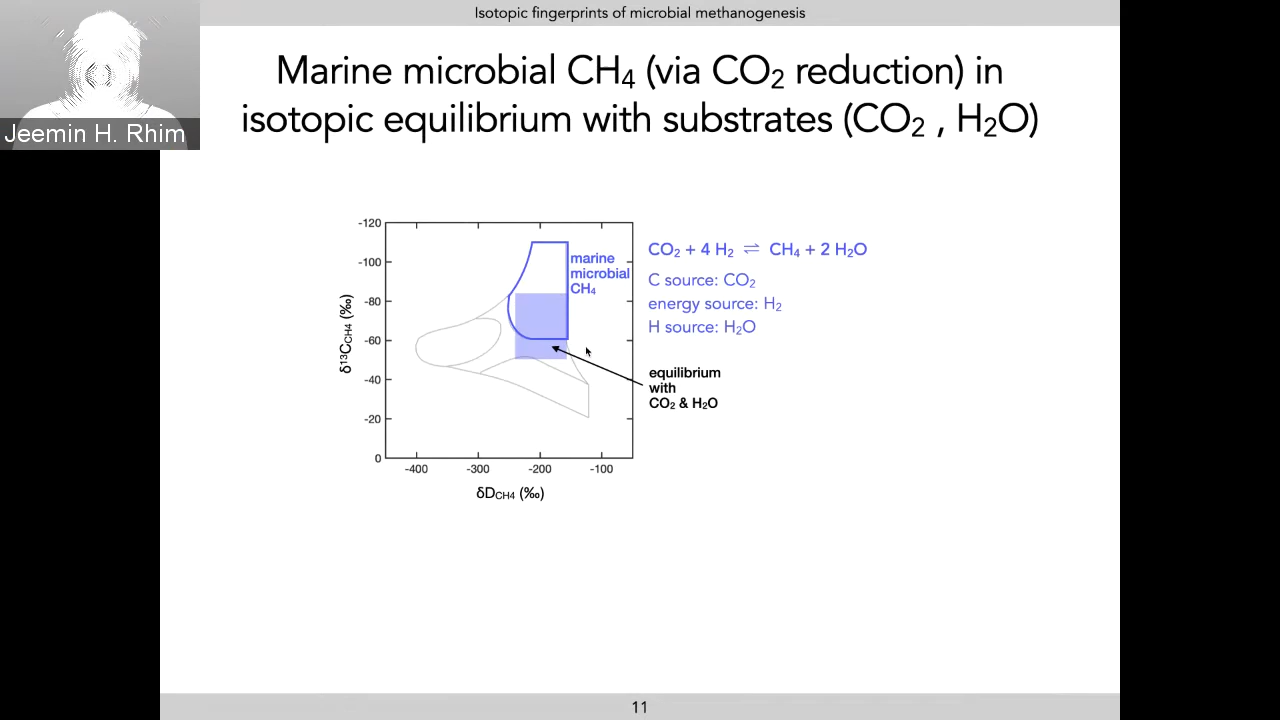 Isotopic fingerprints of microbial methanogenesis
Jeemin H. Rhim
Marine microbial CH₄ (via CO₂ reduction) in
isotopic equilibrium with substrates (CO₂ , H₂O)
-120
-100
-80
-60
-40
-20
0
δ¹³C_CH4 (‰)
-400
-300
-200
-100
δD_CH4 (‰)
marine
microbial
CH₄
CO₂ + 4 H₂ ⇌ CH₄ + 2 H₂O
C source: CO₂
energy source: H₂
H source: H₂O
equilibrium
with
CO₂ & H₂O
11